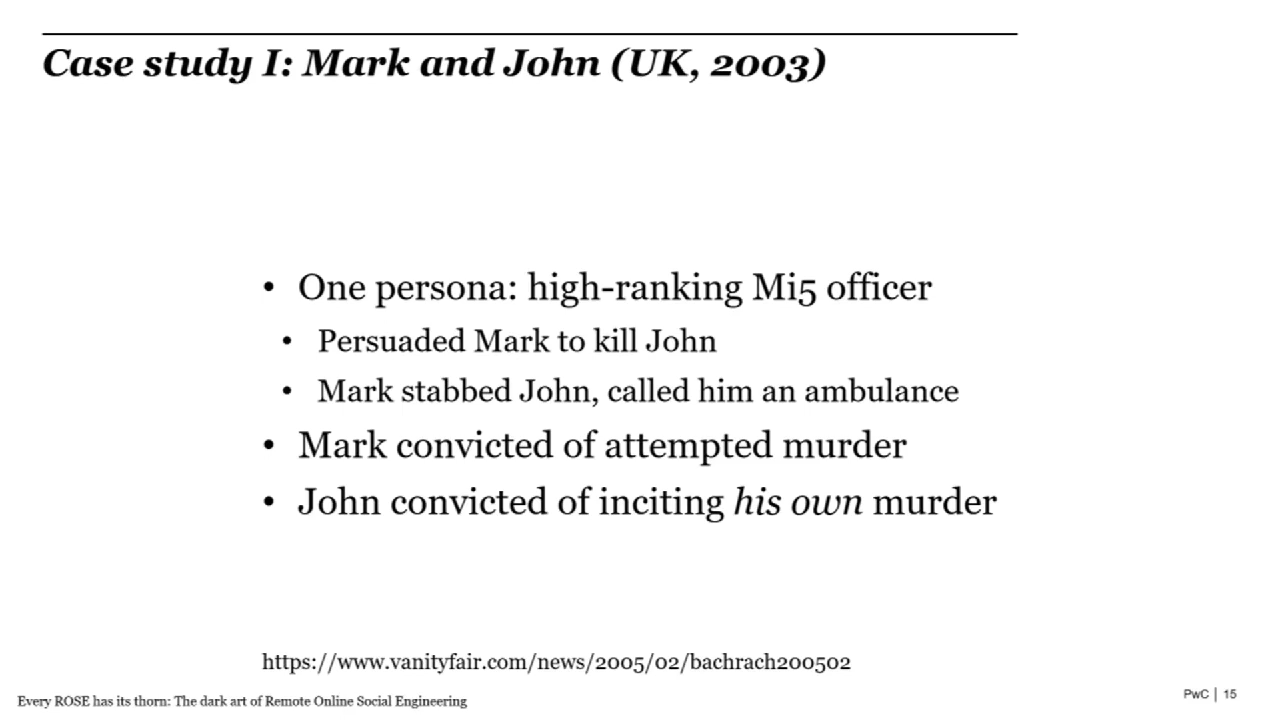 Case study I: Mark and John (UK, 2003)
• One persona: high-ranking Mi5 officer
• Persuaded Mark to kill John
• Mark stabbed John, called him an ambulance
• Mark convicted of attempted murder
• John convicted of inciting his own murder
https://www.vanityfair.com/news/2005/02/bachrach200502
Every ROSE has its thorn: The dark art of Remote Online Social Engineering
PwC | 15